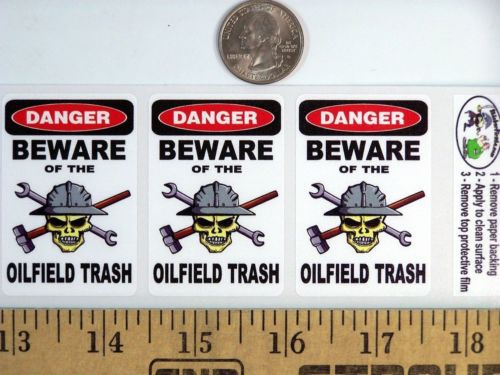 DANGER
BEWARE
OF THE
OILFIELD TRASH
DANGER
BEWARE
OF THE
OILFIELD TRASH
DANGER
BEWARE
OF THE
OILFIELD TRASH
1 - Remove paper backing
2 - Apply to clean surface
3 - Remove top protective film
13 14 15 16 17 18